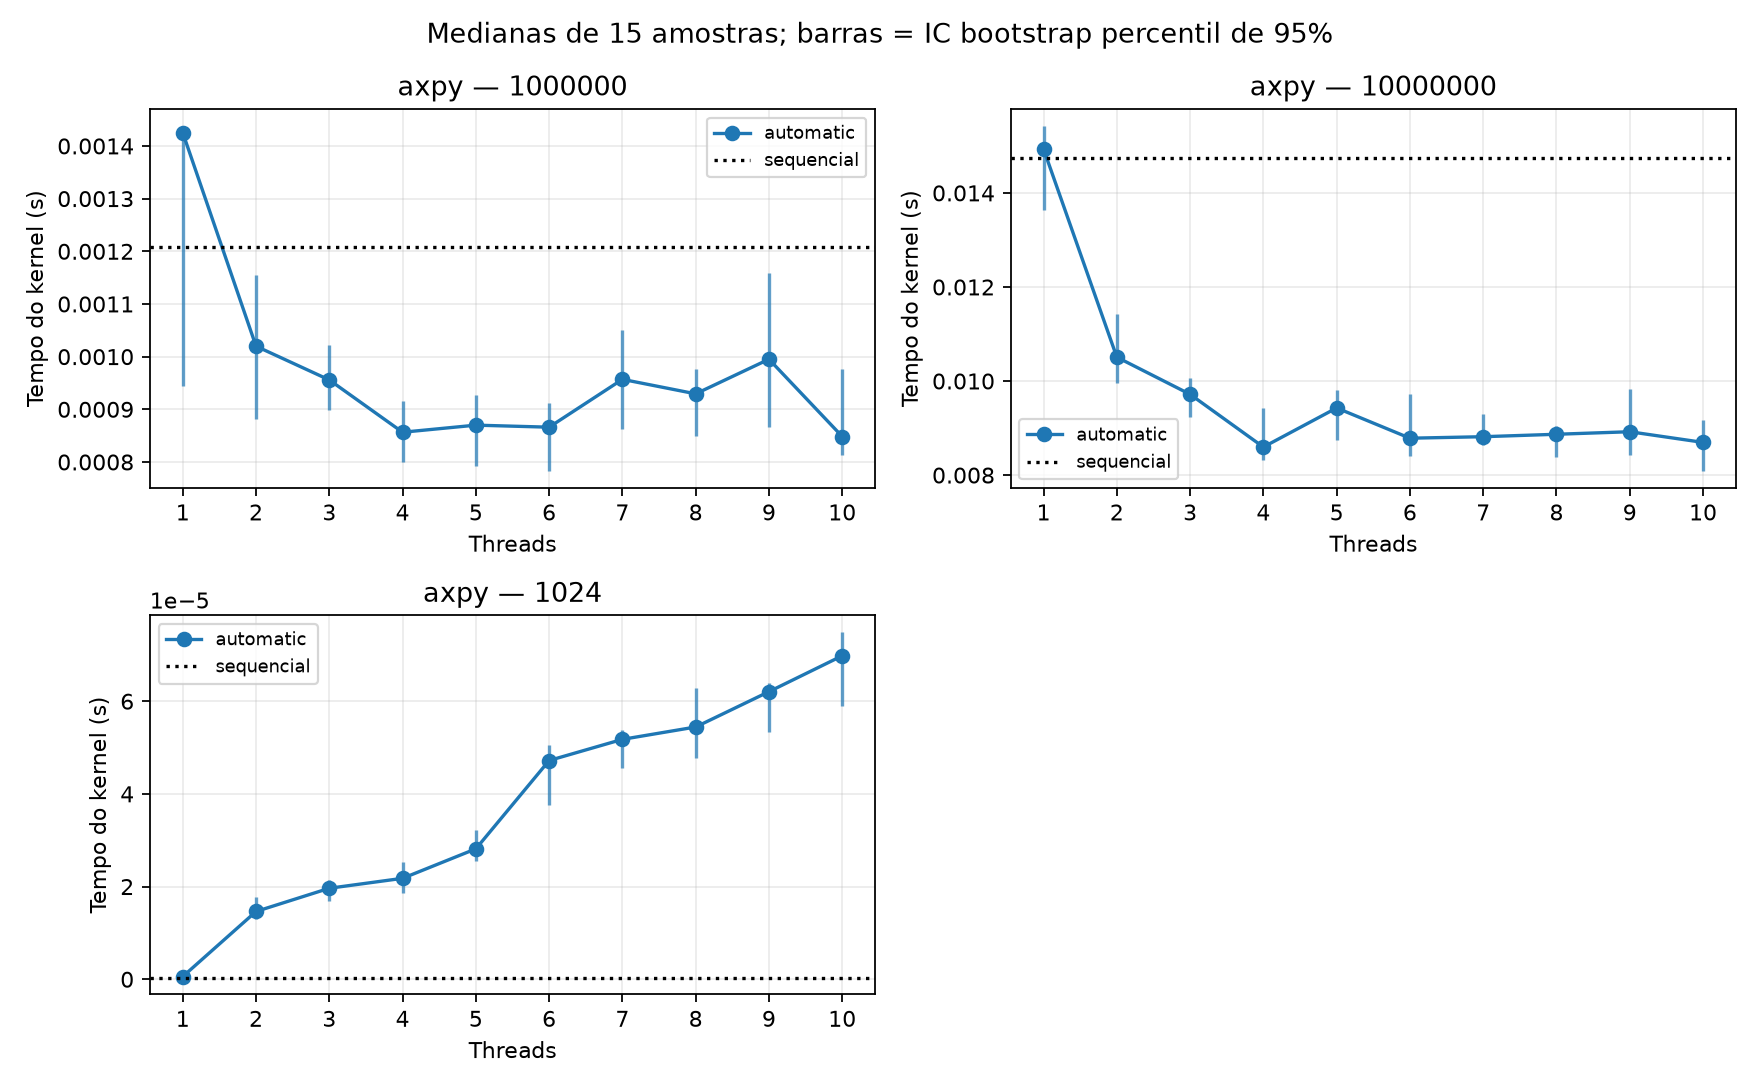 Medianas de 15 amostras; barras = IC bootstrap percentil de 95%
axpy — 1000000
Tempo do kernel (s)
0.0014
0.0013
0.0012
0.0011
0.0010
0.0009
0.0008
automatic
sequencial
1 2 3 4 5 6 7 8 9 10
Threads
axpy — 10000000
Tempo do kernel (s)
0.014
0.012
0.010
0.008
automatic
sequencial
1 2 3 4 5 6 7 8 9 10
Threads
axpy — 1024
1e−5
Tempo do kernel (s)
6
4
2
0
automatic
sequencial
1 2 3 4 5 6 7 8 9 10
Threads